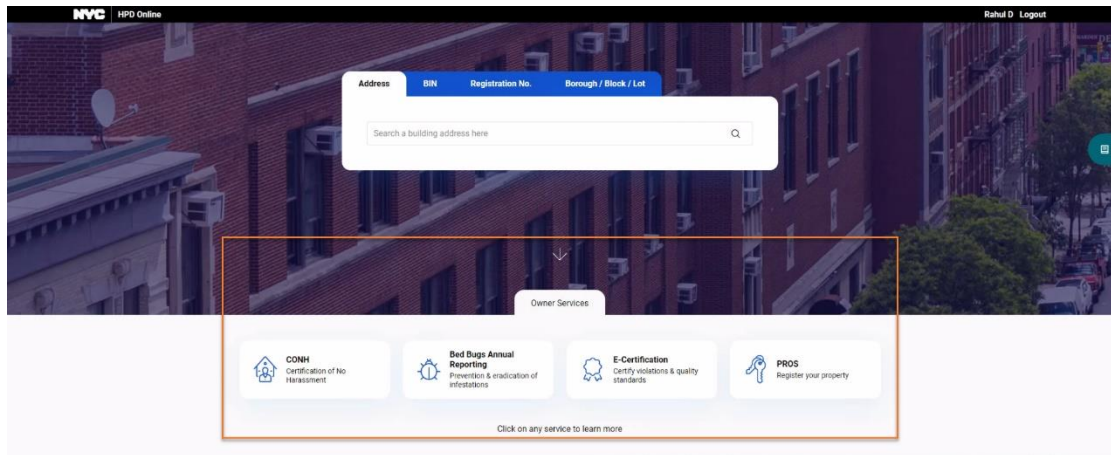 NYC HPD Online Rahul D Logout
Address BIN Registration No. Borough / Block / Lot
Search a building address here
Owner Services
CONH
Certification of No
Harassment
Bed Bugs Annual
Reporting
Prevention & eradication of
infestations
E-Certification
Certify violations & quality
standards
PROS
Register your property
Click on any service to learn more